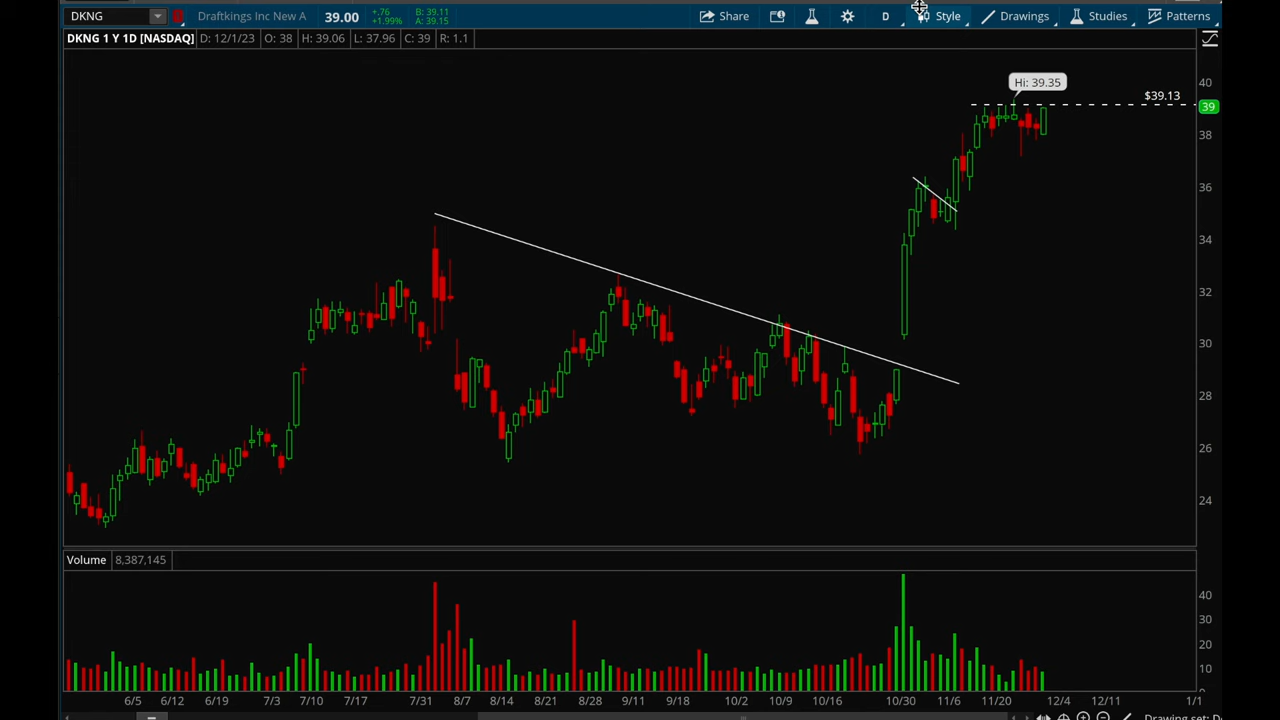 DKNG Draftkings Inc New A 39.00 +.76 +1.99% B: 39.11 A: 39.15 Share D Style Drawings Studies Patterns
DKNG 1 Y 1D [NASDAQ] D: 12/1/23 O: 38 H: 39.06 L: 37.96 C: 39 R: 1.1
Hi: 39.35
$39.13
40
39
38
36
34
32
30
28
26
24
Volume 8,387,145
40
30
20
10
6/5 6/12 6/19 7/3 7/10 7/17 7/31 8/7 8/14 8/21 8/28 9/11 9/18 10/2 10/9 10/16 10/30 11/6 11/20 12/4 12/11 1/1
Drawing set: